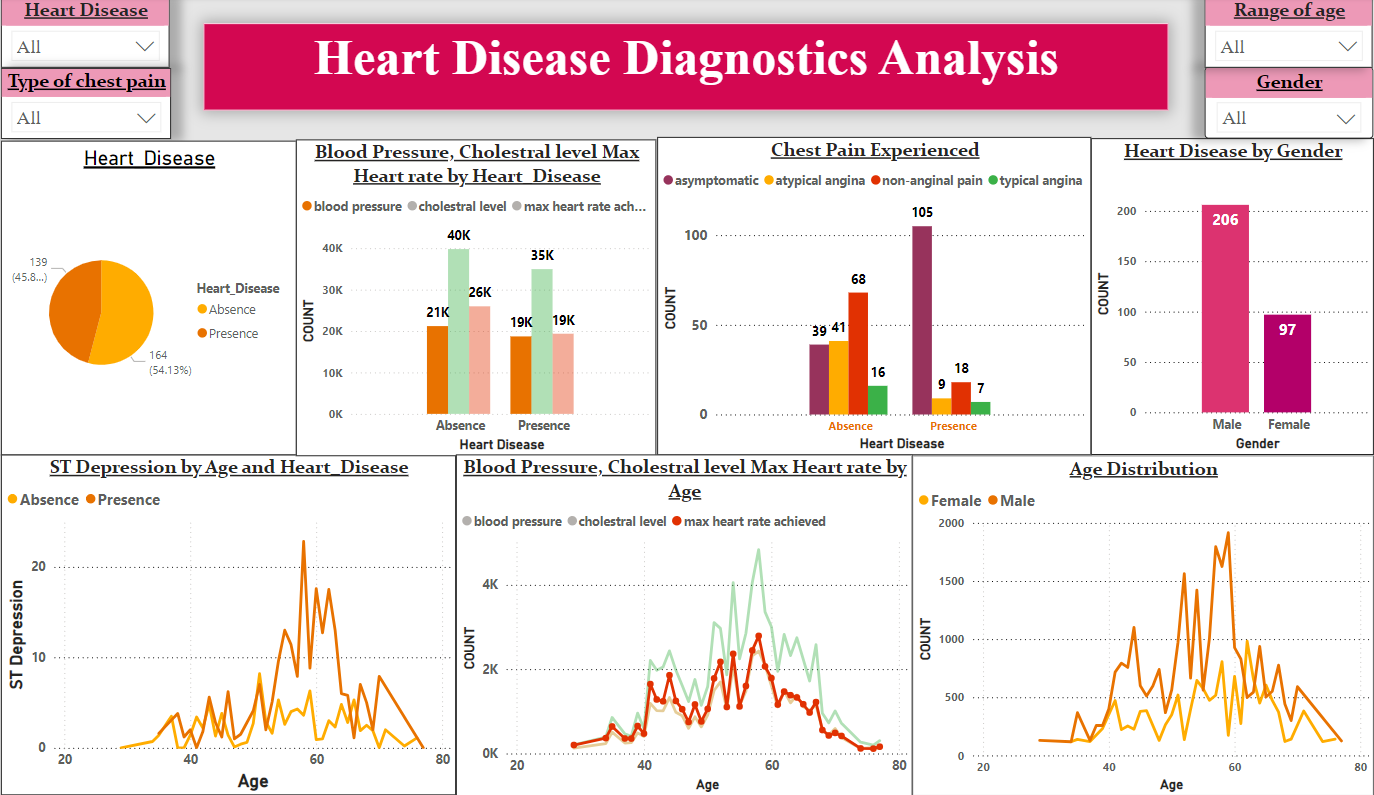 Heart Disease
All
Type of chest pain
All
Heart Disease Diagnostics Analysis
Range of age
All
Gender
All
Heart_Disease
139
(45.8...)
164
(54.13%)
Heart_Disease
Absence
Presence
Blood Pressure, Cholestral level Max
Heart rate by Heart_Disease
blood pressure cholestral level max heart rate ach...
COUNT
40K
30K
20K
10K
0K
21K
40K
26K
19K
35K
19K
Absence Presence
Heart Disease
Chest Pain Experienced
asymptomatic atypical angina non-anginal pain typical angina
COUNT
100
50
0
39
41
68
16
105
9
18
7
Absence Presence
Heart Disease
Heart Disease by Gender
COUNT
200
150
100
50
0
206
97
Male Female
Gender
ST Depression by Age and Heart_Disease
Absence Presence
ST Depression
20
10
0
20 40 60 80
Age
Blood Pressure, Cholestral level Max Heart rate by
Age
blood pressure cholestral level max heart rate achieved
COUNT
4K
2K
0K
20 40 60 80
Age
Age Distribution
Female Male
COUNT
2000
1500
1000
500
0
20 40 60 80
Age